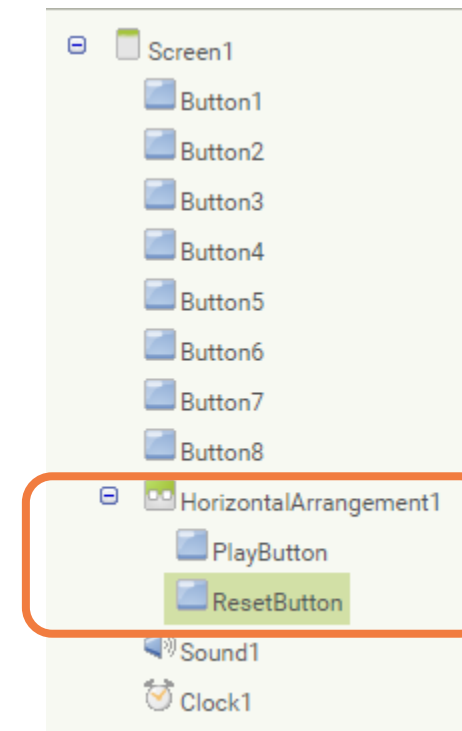 Screen1
Button1
Button2
Button3
Button4
Button5
Button6
Button7
Button8
HorizontalArrangement1
PlayButton
ResetButton
Sound1
Clock1